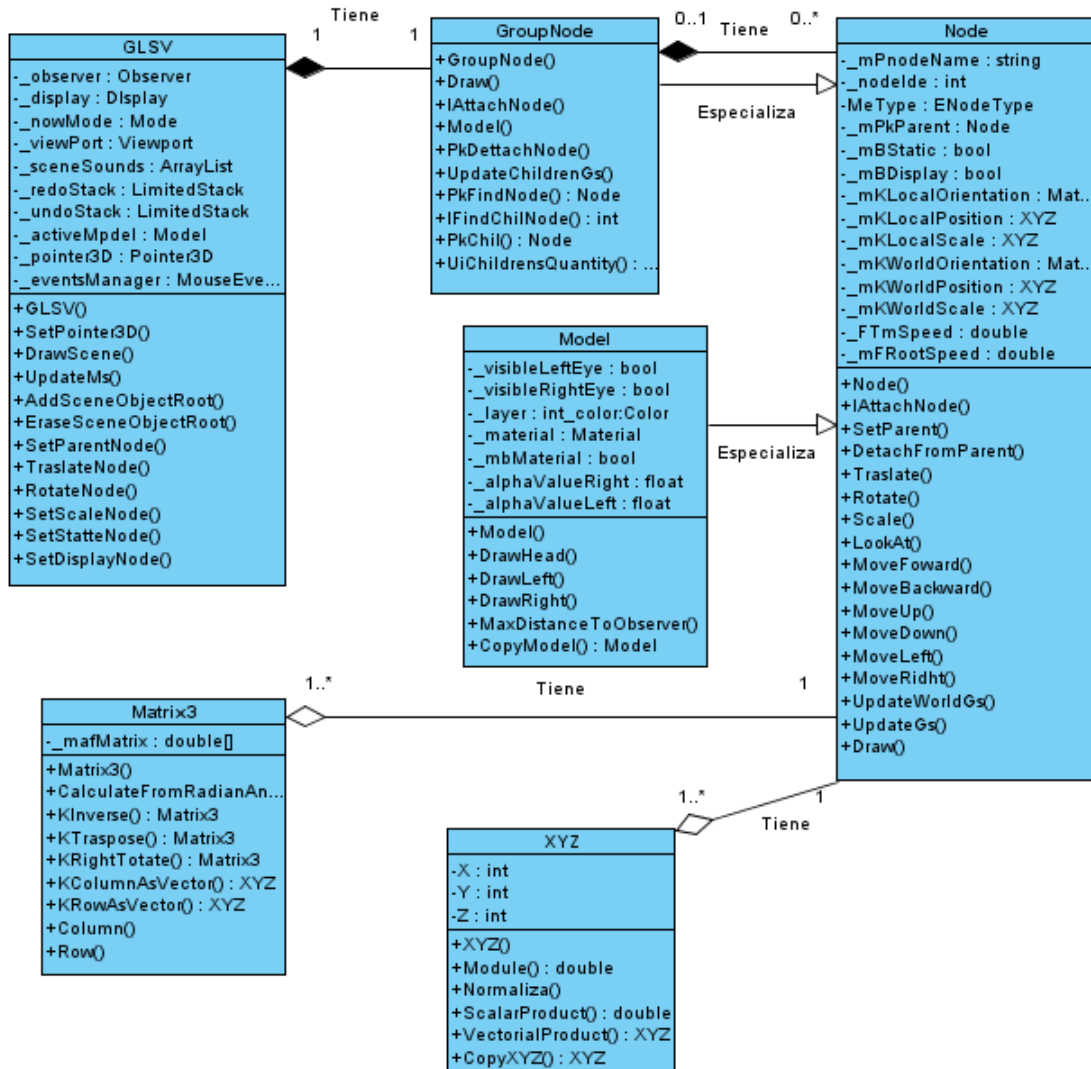 Tiene
1
1
GLSV
-_observer : Observer
-_display : DIsplay
-_nowMode : Mode
-_viewPort : Viewport
-_sceneSounds : ArrayList
-_redoStack : LimitedStack
-_undoStack : LimitedStack
-_activeMpdel : Model
-_pointer3D : Pointer3D
-_eventsManager : MouseEve...
+GLSV()
+SetPointer3D()
+DrawScene()
+UpdateMs()
+AddSceneObjectRoot()
+EraseSceneObjectRoot()
+SetParentNode()
+TraslateNode()
+RotateNode()
+SetScaleNode()
+SetStatteNode()
+SetDisplayNode()
GroupNode
+GroupNode()
+Draw()
+IAttachNode()
+Model()
+PkDettachNode()
+UpdateChildrenGs()
+PkFindNode() : Node
+IFindChilNode() : int
+PkChil() : Node
+UiChildrensQuantity() : ...
0..1
Tiene
0..*
Especializa
Node
-_mPnodeName : string
-_nodeIde : int
-MeType : ENodeType
-_mPkParent : Node
-_mBStatic : bool
-_mBDisplay : bool
-_mKLocalOrientation : Mat...
-_mKLocalPosition : XYZ
-_mKLocalScale : XYZ
-_mKWorldOrientation : Mat...
-_mKWorldPosition : XYZ
-_mKWorldScale : XYZ
-_FTmSpeed : double
-_mFRootSpeed : double
+Node()
+IAttachNode()
+SetParent()
+DetachFromParent()
+Traslate()
+Rotate()
+Scale()
+LookAt()
+MoveFoward()
+MoveBackward()
+MoveUp()
+MoveDown()
+MoveLeft()
+MoveRidht()
+UpdateWorldGs()
+UpdateGs()
+Draw()
Model
-_visibleLeftEye : bool
-_visibleRightEye : bool
-_layer : int_color:Color
-_material : Material
-_mbMaterial : bool
-_alphaValueRight : float
-_alphaValueLeft : float
+Model()
+DrawHead()
+DrawLeft()
+DrawRight()
+MaxDistanceToObserver()
+CopyModel() : Model
Especializa
1..*
Tiene
1
Matrix3
-_mafMatrix : double[]
+Matrix3()
+CalculateFromRadianAn...
+KInverse() : Matrix3
+KTraspose() : Matrix3
+KRightTotate() : Matrix3
+KColumnAsVector() : XYZ
+KRowAsVector() : XYZ
+Column()
+Row()
1..*
1
Tiene
XYZ
-X : int
-Y : int
-Z : int
+XYZ()
+Module() : double
+Normaliza()
+ScalarProduct() : double
+VectorialProduct() : XYZ
+CopyXYZ() : XYZ